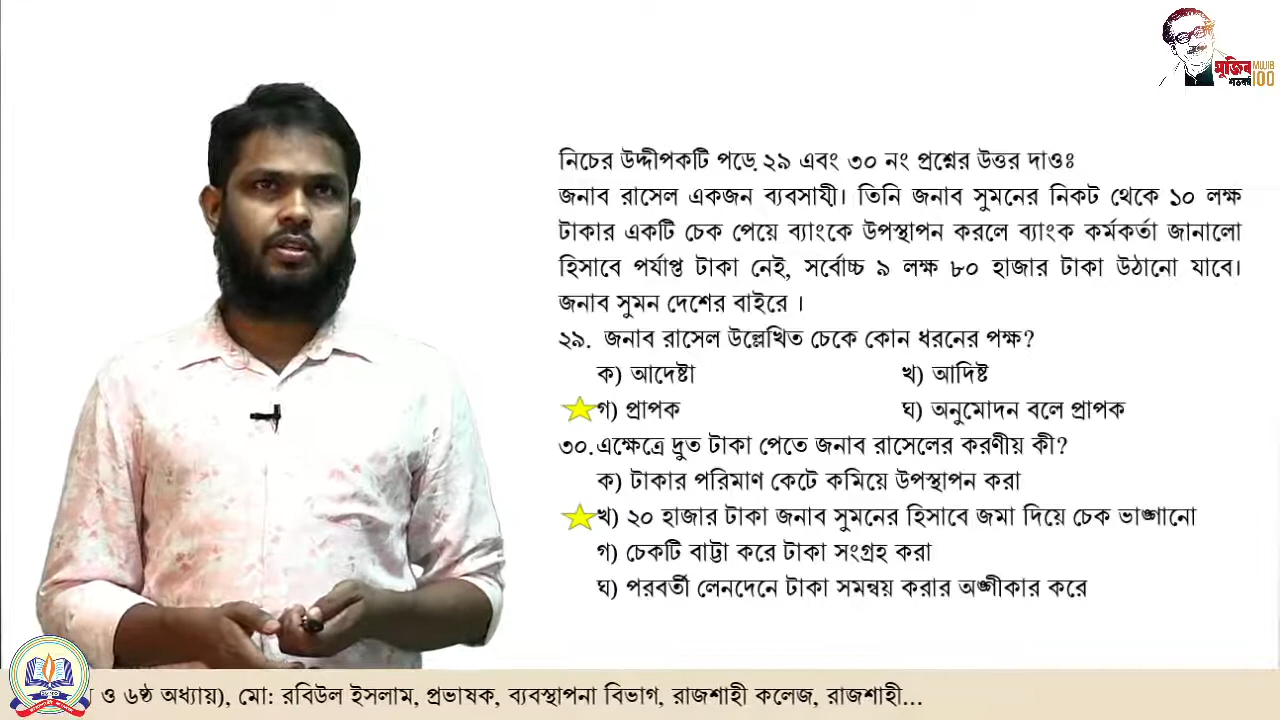 মুজিব MUJIB
শতবর্ষ 100
নিচের উদ্দীপকটি পড়ে ২৯ এবং ৩০ নং প্রশ্নের উত্তর দাওঃ
জনাব রাসেল একজন ব্যবসায়ী। তিনি জনাব সুমনের নিকট থেকে ১০ লক্ষ
টাকার একটি চেক পেয়ে ব্যাংকে উপস্থাপন করলে ব্যাংক কর্মকর্তা জানালো
হিসাবে পর্যাপ্ত টাকা নেই, সর্বোচ্চ ৯ লক্ষ ৮০ হাজার টাকা উঠানো যাবে।
জনাব সুমন দেশের বাইরে ।
২৯. জনাব রাসেল উল্লেখিত চেকে কোন ধরনের পক্ষ?
ক) আদেষ্টা খ) আদিষ্ট
গ) প্রাপক ঘ) অনুমোদন বলে প্রাপক
৩০. এক্ষেত্রে দ্রুত টাকা পেতে জনাব রাসেলের করণীয় কী?
ক) টাকার পরিমাণ কেটে কমিয়ে উপস্থাপন করা
খ) ২০ হাজার টাকা জনাব সুমনের হিসাবে জমা দিয়ে চেক ভাঙ্গানো
গ) চেকটি বাট্টা করে টাকা সংগ্রহ করা
ঘ) পরবর্তী লেনদেনে টাকা সমন্বয় করার অঙ্গীকার করে
ও ৬ষ্ঠ অধ্যায়), মো: রবিউল ইসলাম, প্রভাষক, ব্যবস্থাপনা বিভাগ, রাজশাহী কলেজ, রাজশাহী...